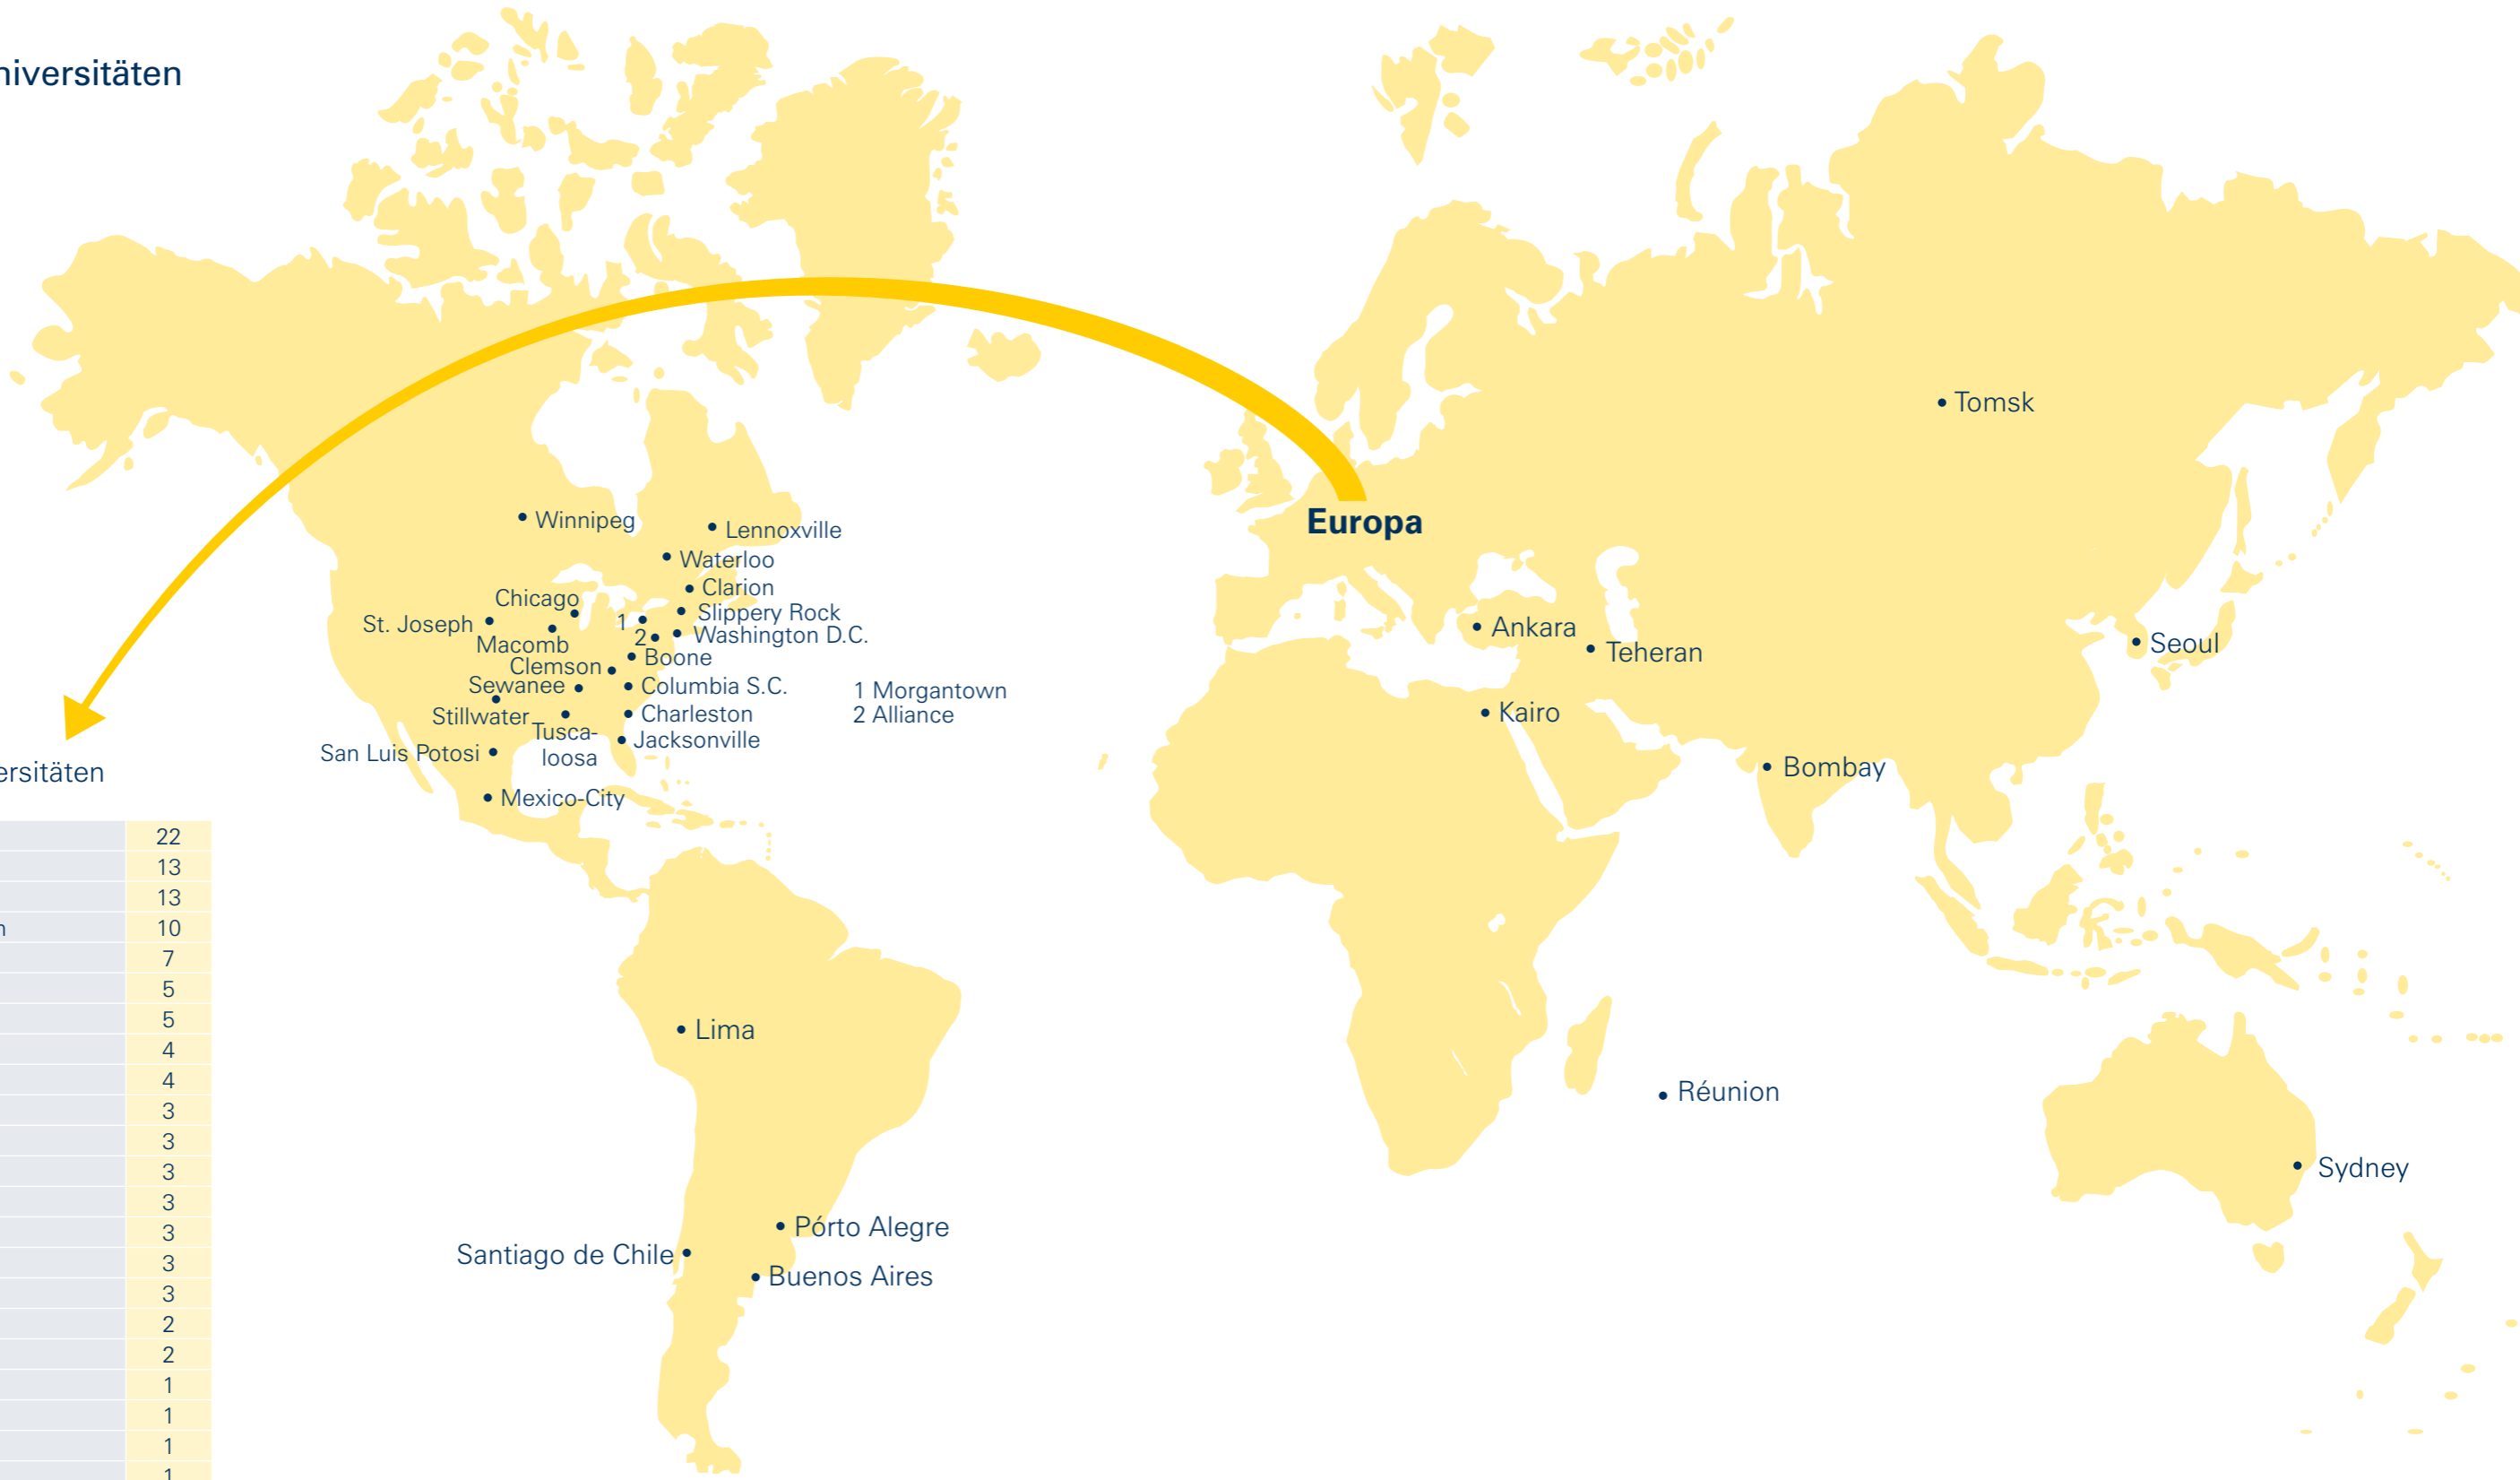 niversitäten
Tomsk
Winnipeg
Lennoxville
Europa
Waterloo
Clarion
Chicago
Slippery Rock
St. Joseph
1
Washington D.C.
2
Macomb
Boone
Clemson
Sewanee
Columbia S.C.
1 Morgantown
Stillwater
Charleston
2 Alliance
Tusca-
loosa
Jacksonville
San Luis Potosi
Mexico-City
Ankara
Teheran
Seoul
Kairo
Bombay
ersitäten
22
13
13
n 10
7
5
5
4
4
3
3
3
3
3
3
3
2
2
1
1
1
1
Lima
Réunion
Sydney
Pórto Alegre
Santiago de Chile
Buenos Aires